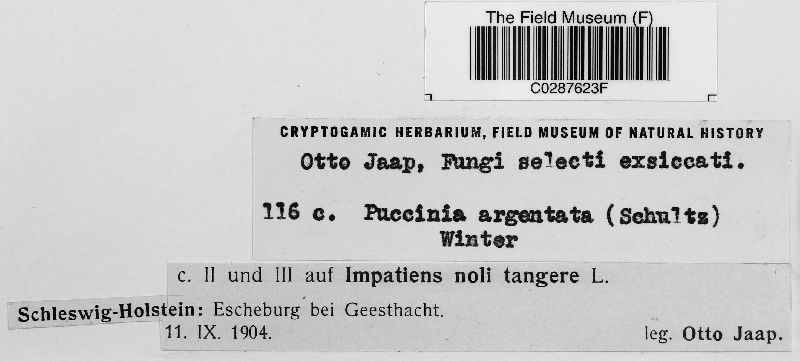 The Field Museum (F)
C0287623F
CRYPTOGAMIC HERBARIUM, FIELD MUSEUM OF NATURAL HISTORY
Otto Jaap, Fungi selecti exsiccati.
116 c. Puccinia argentata (Schultz)
Winter
c. II und III auf Impatiens noli tangere L.
Schleswig-Holstein: Escheburg bei Geesthacht.
11. IX. 1904. leg. Otto Jaap.